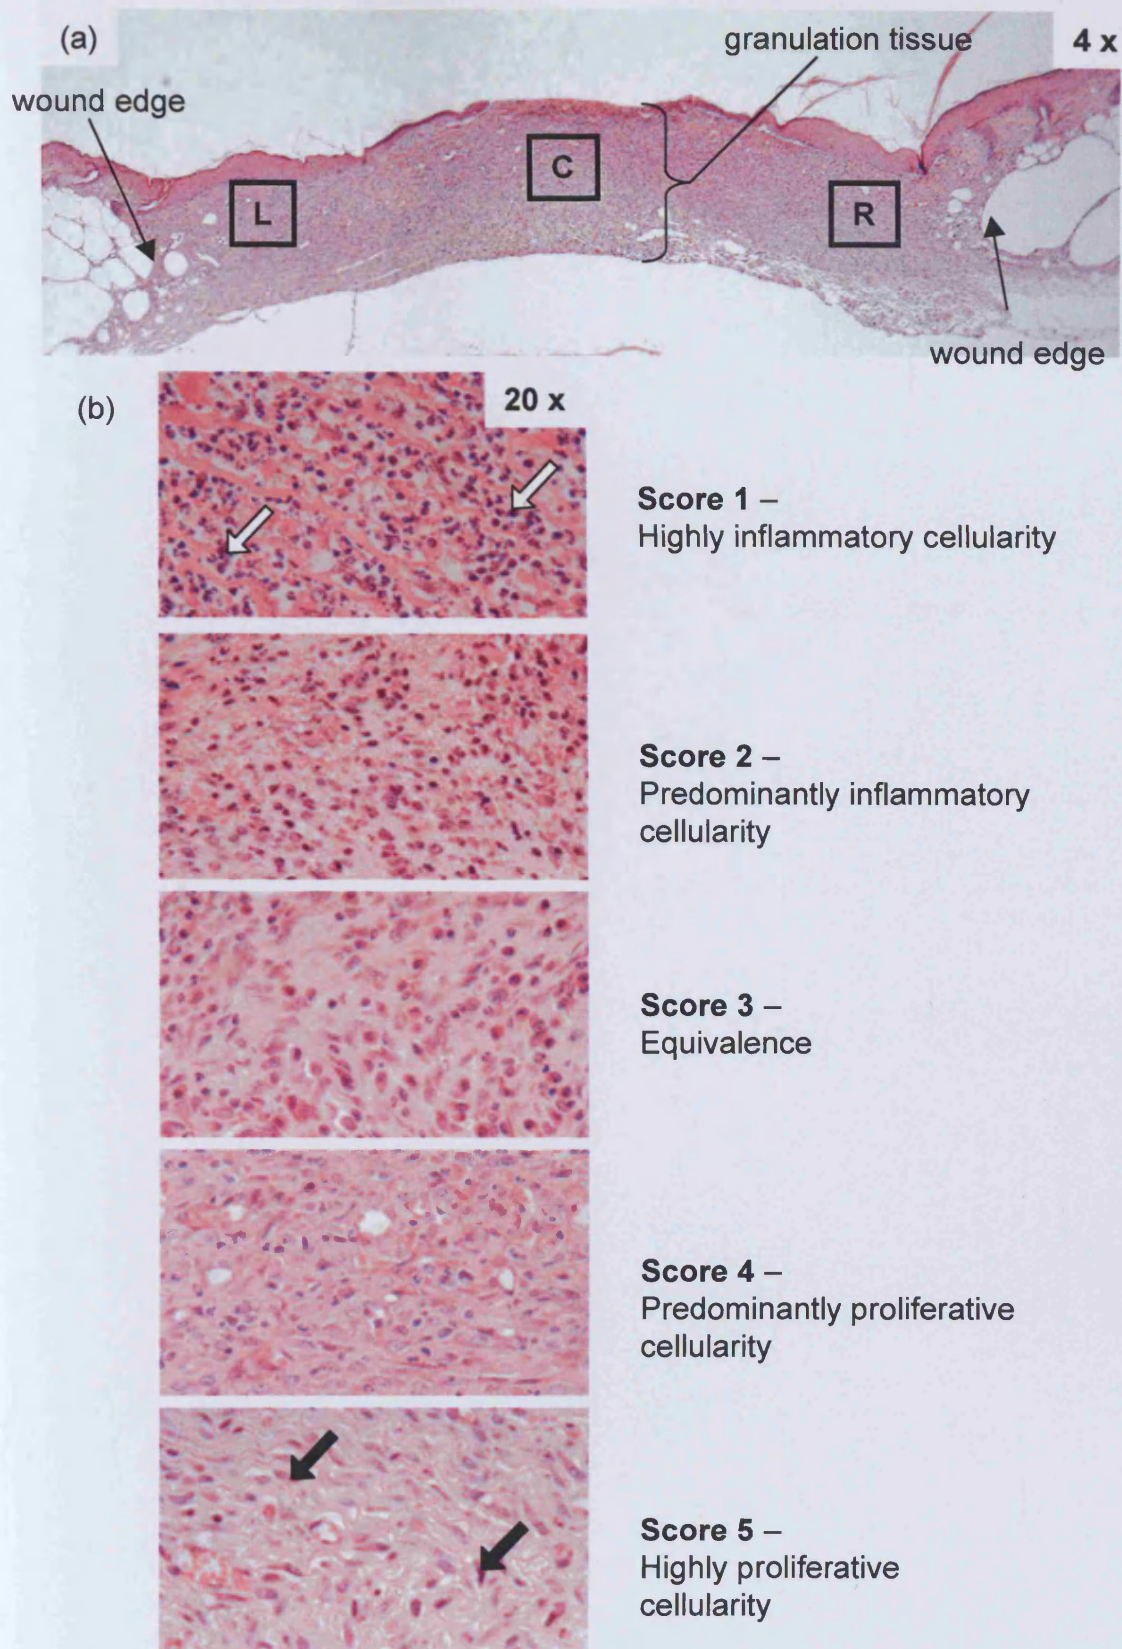 (a)
granulation tissue
4 x
wound edge
L
C
R
wound edge
(b)
20 x
Score 1 –
Highly inflammatory cellularity
Score 2 –
Predominantly inflammatory
cellularity
Score 3 –
Equivalence
Score 4 –
Predominantly proliferative
cellularity
Score 5 –
Highly proliferative
cellularity